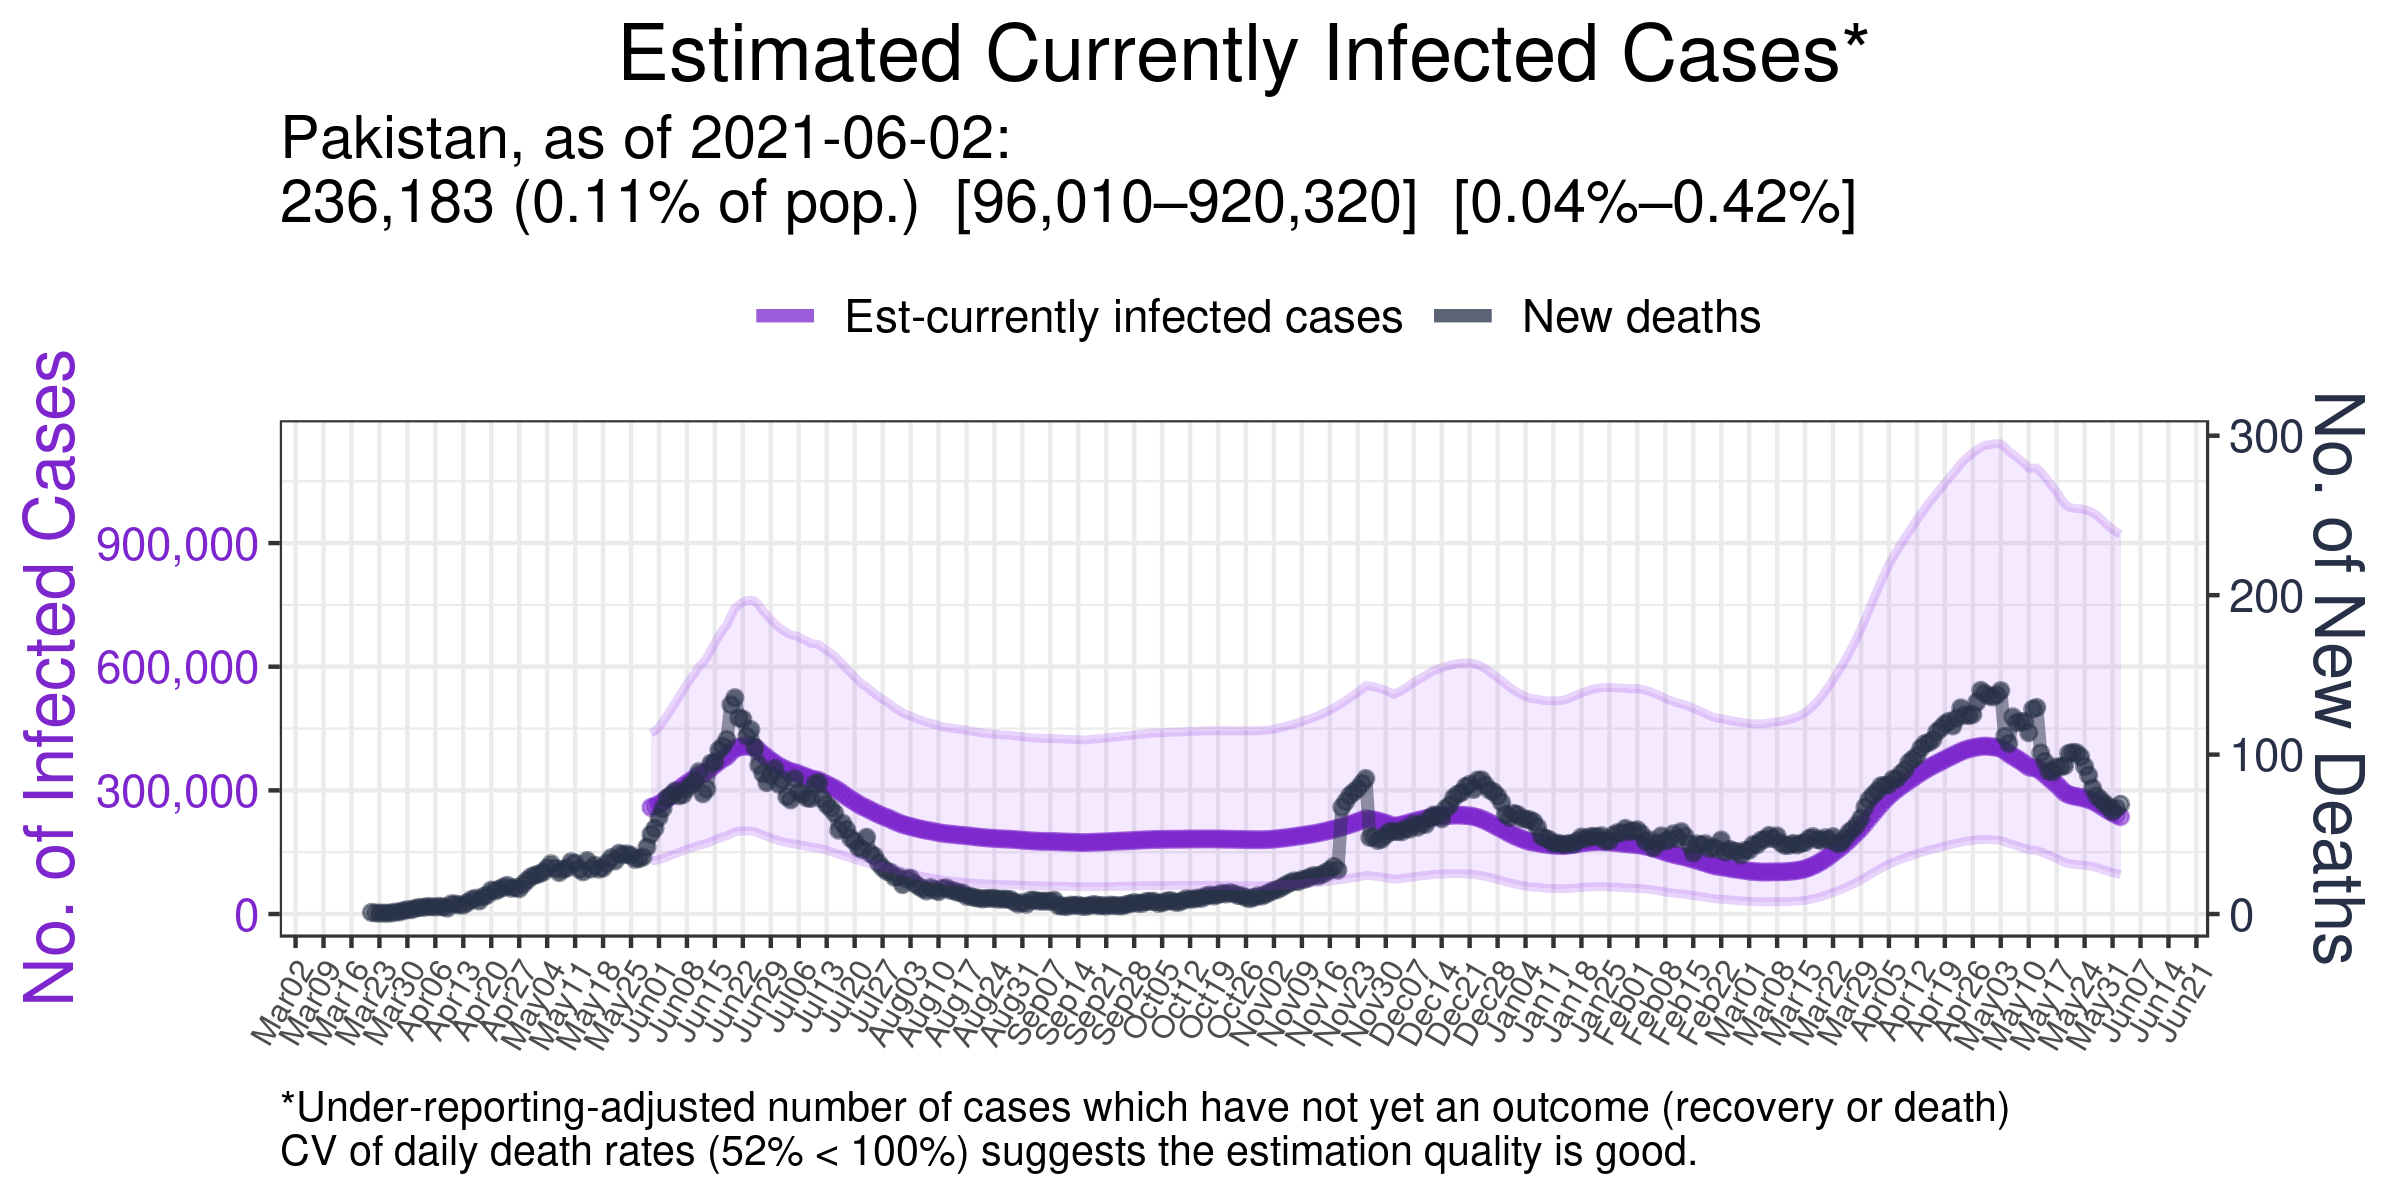 Estimated Currently Infected Cases*
Pakistan, as of 2021-06-02:
236,183 (0.11% of pop.)  [96,010–920,320]  [0.04%–0.42%]
Est-currently infected cases
New deaths
No. of Infected Cases
900,000
600,000
300,000
0
300
200
100
0
No. of New Deaths
Mar02
Mar09
Mar16
Mar23
Mar30
Apr06
Apr13
Apr20
Apr27
May04
May11
May18
May25
Jun01
Jun08
Jun15
Jun22
Jun29
Jul06
Jul13
Jul20
Jul27
Aug03
Aug10
Aug17
Aug24
Aug31
Sep07
Sep14
Sep21
Sep28
Oct05
Oct12
Oct19
Oct26
Nov02
Nov09
Nov16
Nov23
Nov30
Dec07
Dec14
Dec21
Dec28
Jan04
Jan11
Jan18
Jan25
Feb01
Feb08
Feb15
Feb22
Mar01
Mar08
Mar15
Mar22
Mar29
Apr05
Apr12
Apr19
Apr26
May03
May10
May17
May24
May31
Jun07
Jun14
Jun21
*Under-reporting-adjusted number of cases which have not yet an outcome (recovery or death)
CV of daily death rates (52% < 100%) suggests the estimation quality is good.